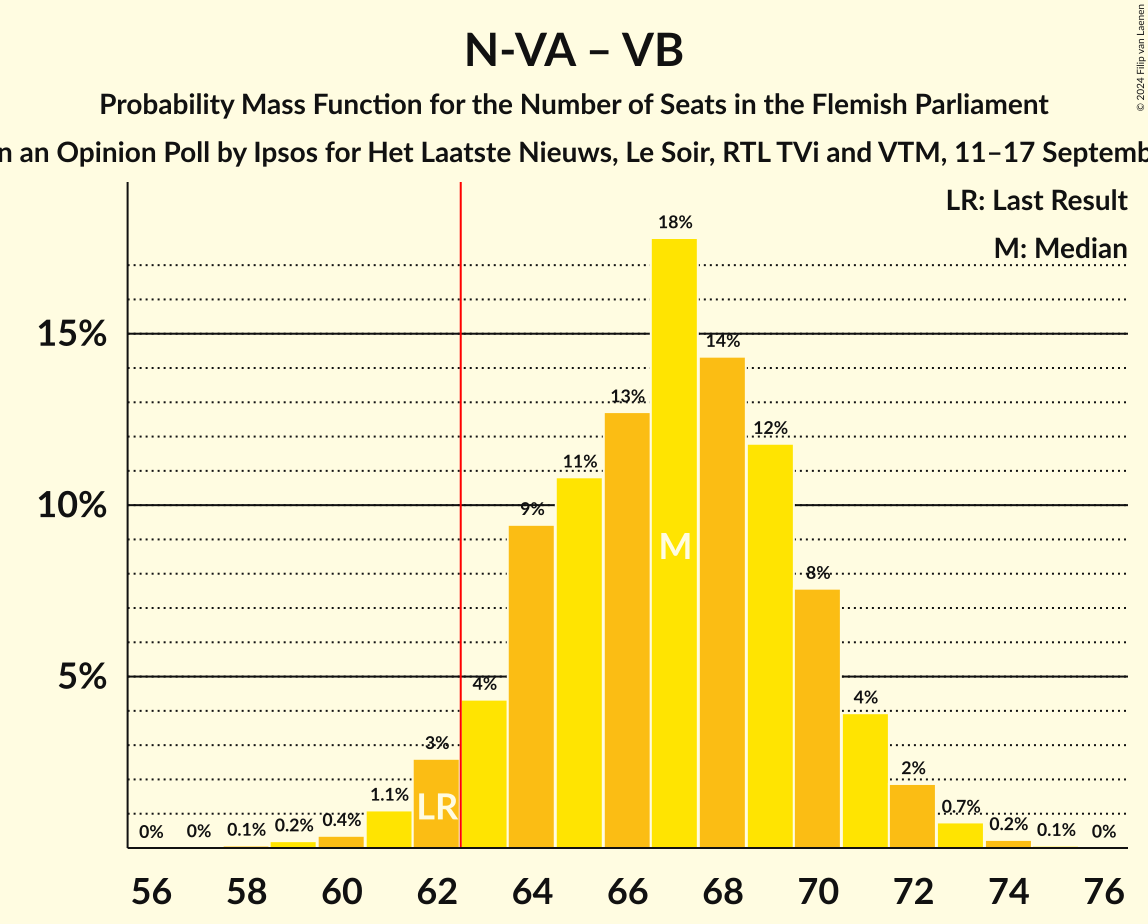 © 2024 Filip van Laenen
N-VA – VB
Probability Mass Function for the Number of Seats in the Flemish Parliament
an Opinion Poll by Ipsos for Het Laatste Nieuws, Le Soir, RTL TVi and VTM, 11–17
LR: Last Result
M: Median
18%
15%
14%
13%
12%
11%
10%
9%
M
8%
5%
4%
4%
3%
2%
1.1%
LR
0.7%
0.4%
0.2%
0.2%
0.1%
0.1%
0%
0%
0%
56 58 60 62 64 66 68 70 72 74 76